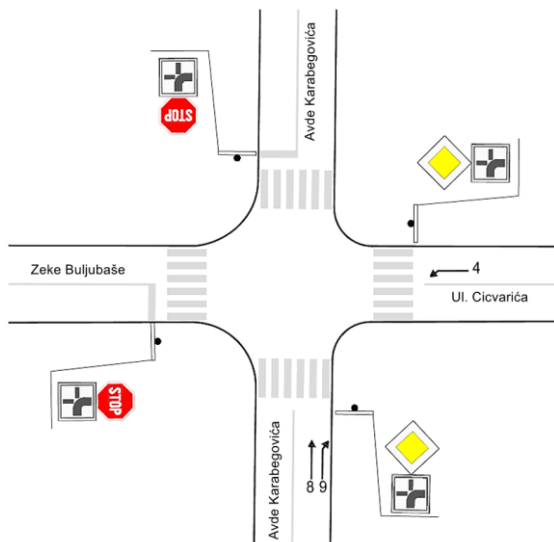 Avde Karabegovića
STOP
4
Zeke Buljubaše
Ul. Cicvarića
STOP
Avde Karabegovića
8 9